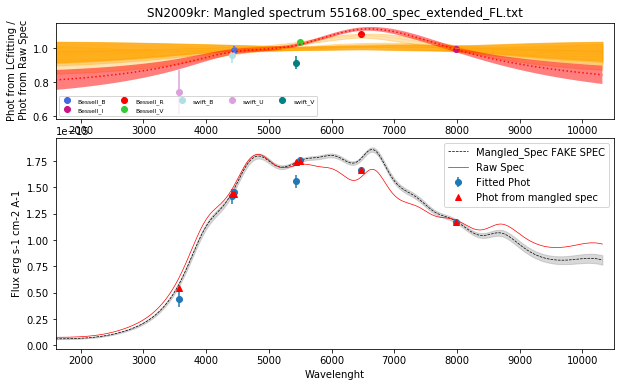 SN2009kr: Mangled spectrum 55168.00_spec_extended_FL.txt
Phot from LCfitting /
Phot from Raw Spec
1.0
0.8
0.6
Bessell_B
Bessell_I
Bessell_R
Bessell_V
swift_B
swift_U
swift_V
2000 3000 4000 5000 6000 7000 8000 9000 10000
Flux erg s-1 cm-2 A-1
1.75
1.50
1.25
1.00
0.75
0.50
0.25
0.00
Mangled_Spec FAKE SPEC
Raw Spec
Fitted Phot
Phot from mangled spec
2000 3000 4000 5000 6000 7000 8000 9000 10000
Wavelenght